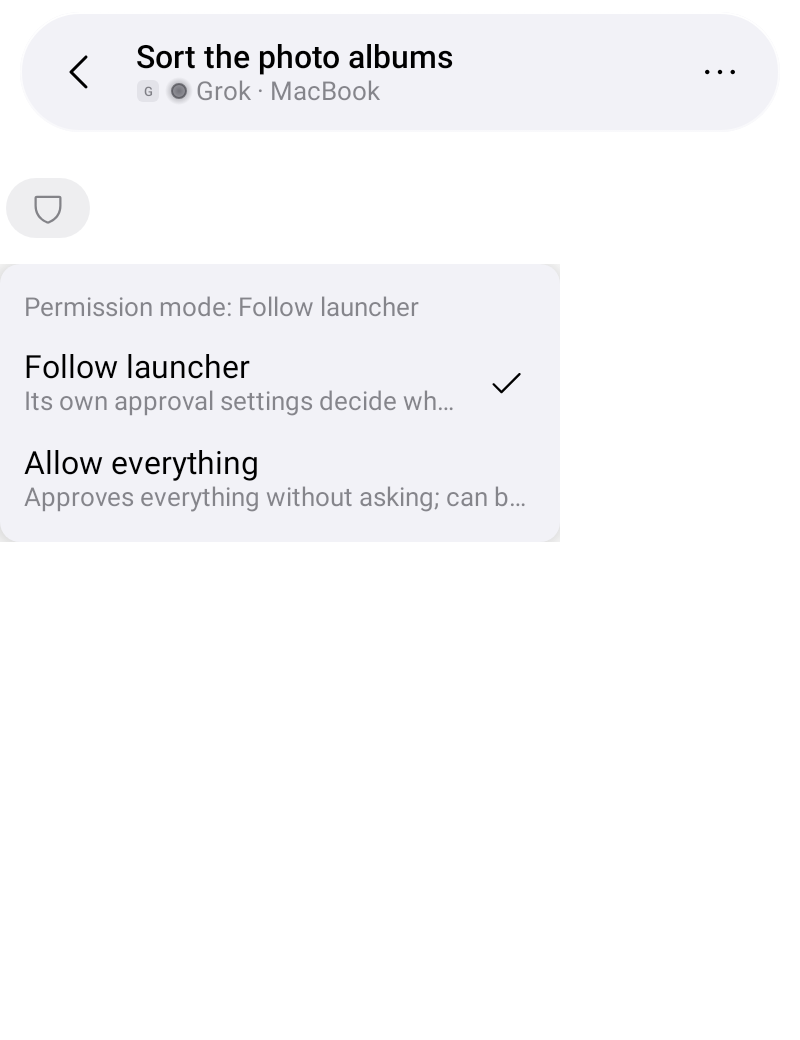 Sort the photo albums
G Grok · MacBook
Permission mode: Follow launcher
Follow launcher
Its own approval settings decide wh...
Allow everything
Approves everything without asking; can b...